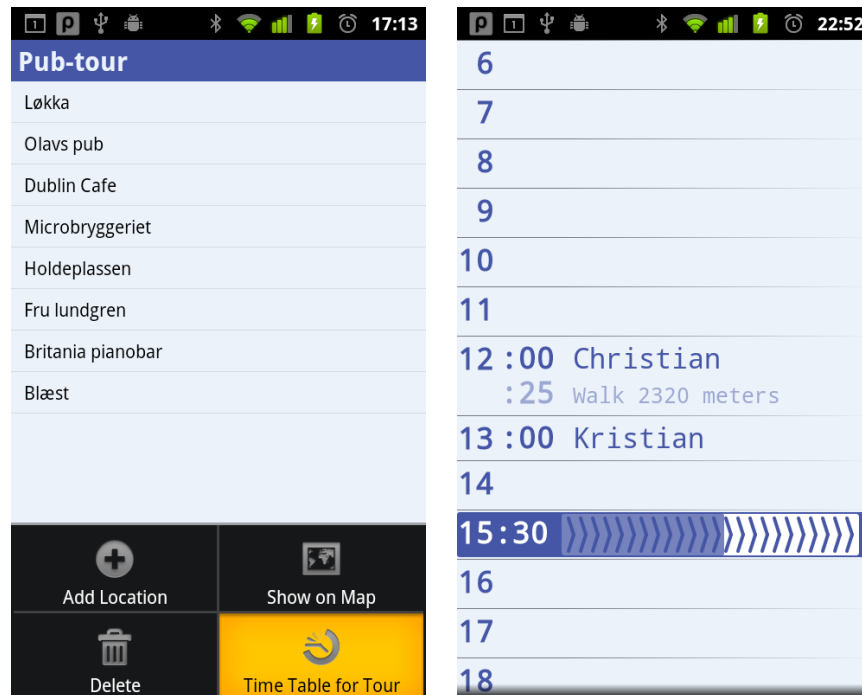 1 17:13
Pub-tour
Løkka
Olavs pub
Dublin Cafe
Microbryggeriet
Holdeplassen
Fru lundgren
Britania pianobar
Blæst
Add Location
Show on Map
Delete
Time Table for Tour
1 22:52
6
7
8
9
10
11
12 :00 Christian
:25 Walk 2320 meters
13 :00 Kristian
14
15:30
16
17
18